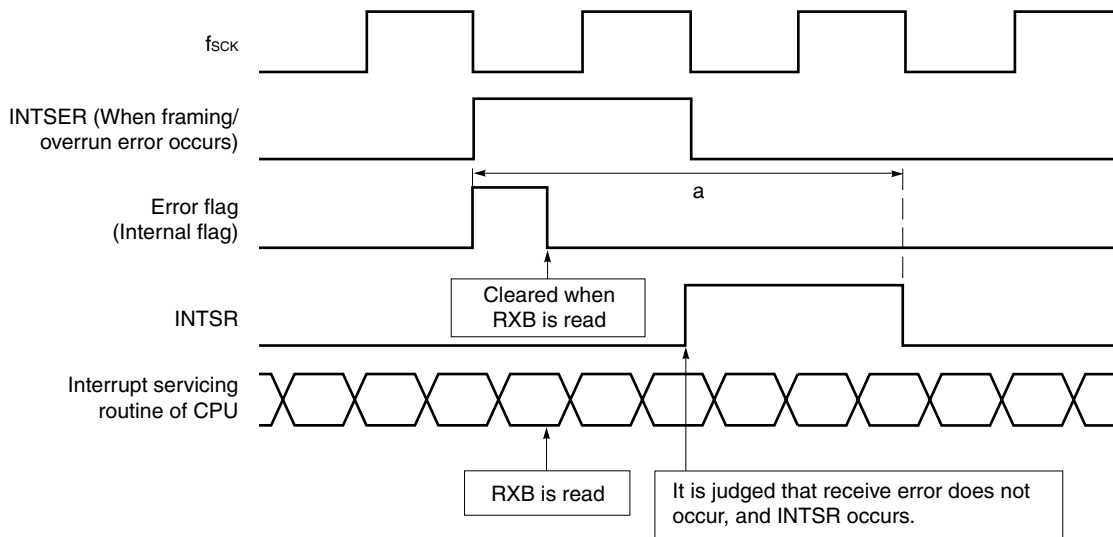 fSCK
INTSER (When framing/
overrun error occurs)
a
Error flag
(Internal flag)
Cleared when
RXB is read
INTSR
Interrupt servicing
routine of CPU
RXB is read
It is judged that receive error does not
occur, and INTSR occurs.